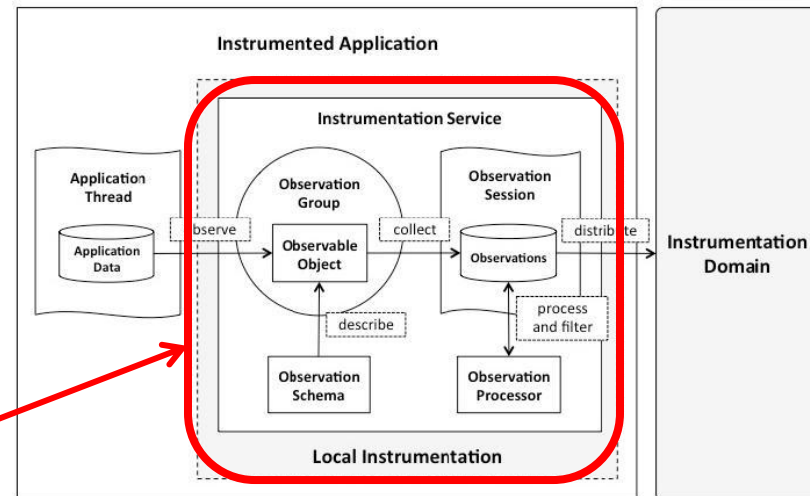 Instrumented Application
Instrumentation Service
Application
Thread
Application
Data
observe
Observation
Group
Observable
Object
collect
Observation
Session
Observations
distribute
Instrumentation
Domain
describe
process
and filter
Observation
Schema
Observation
Processor
Local Instrumentation